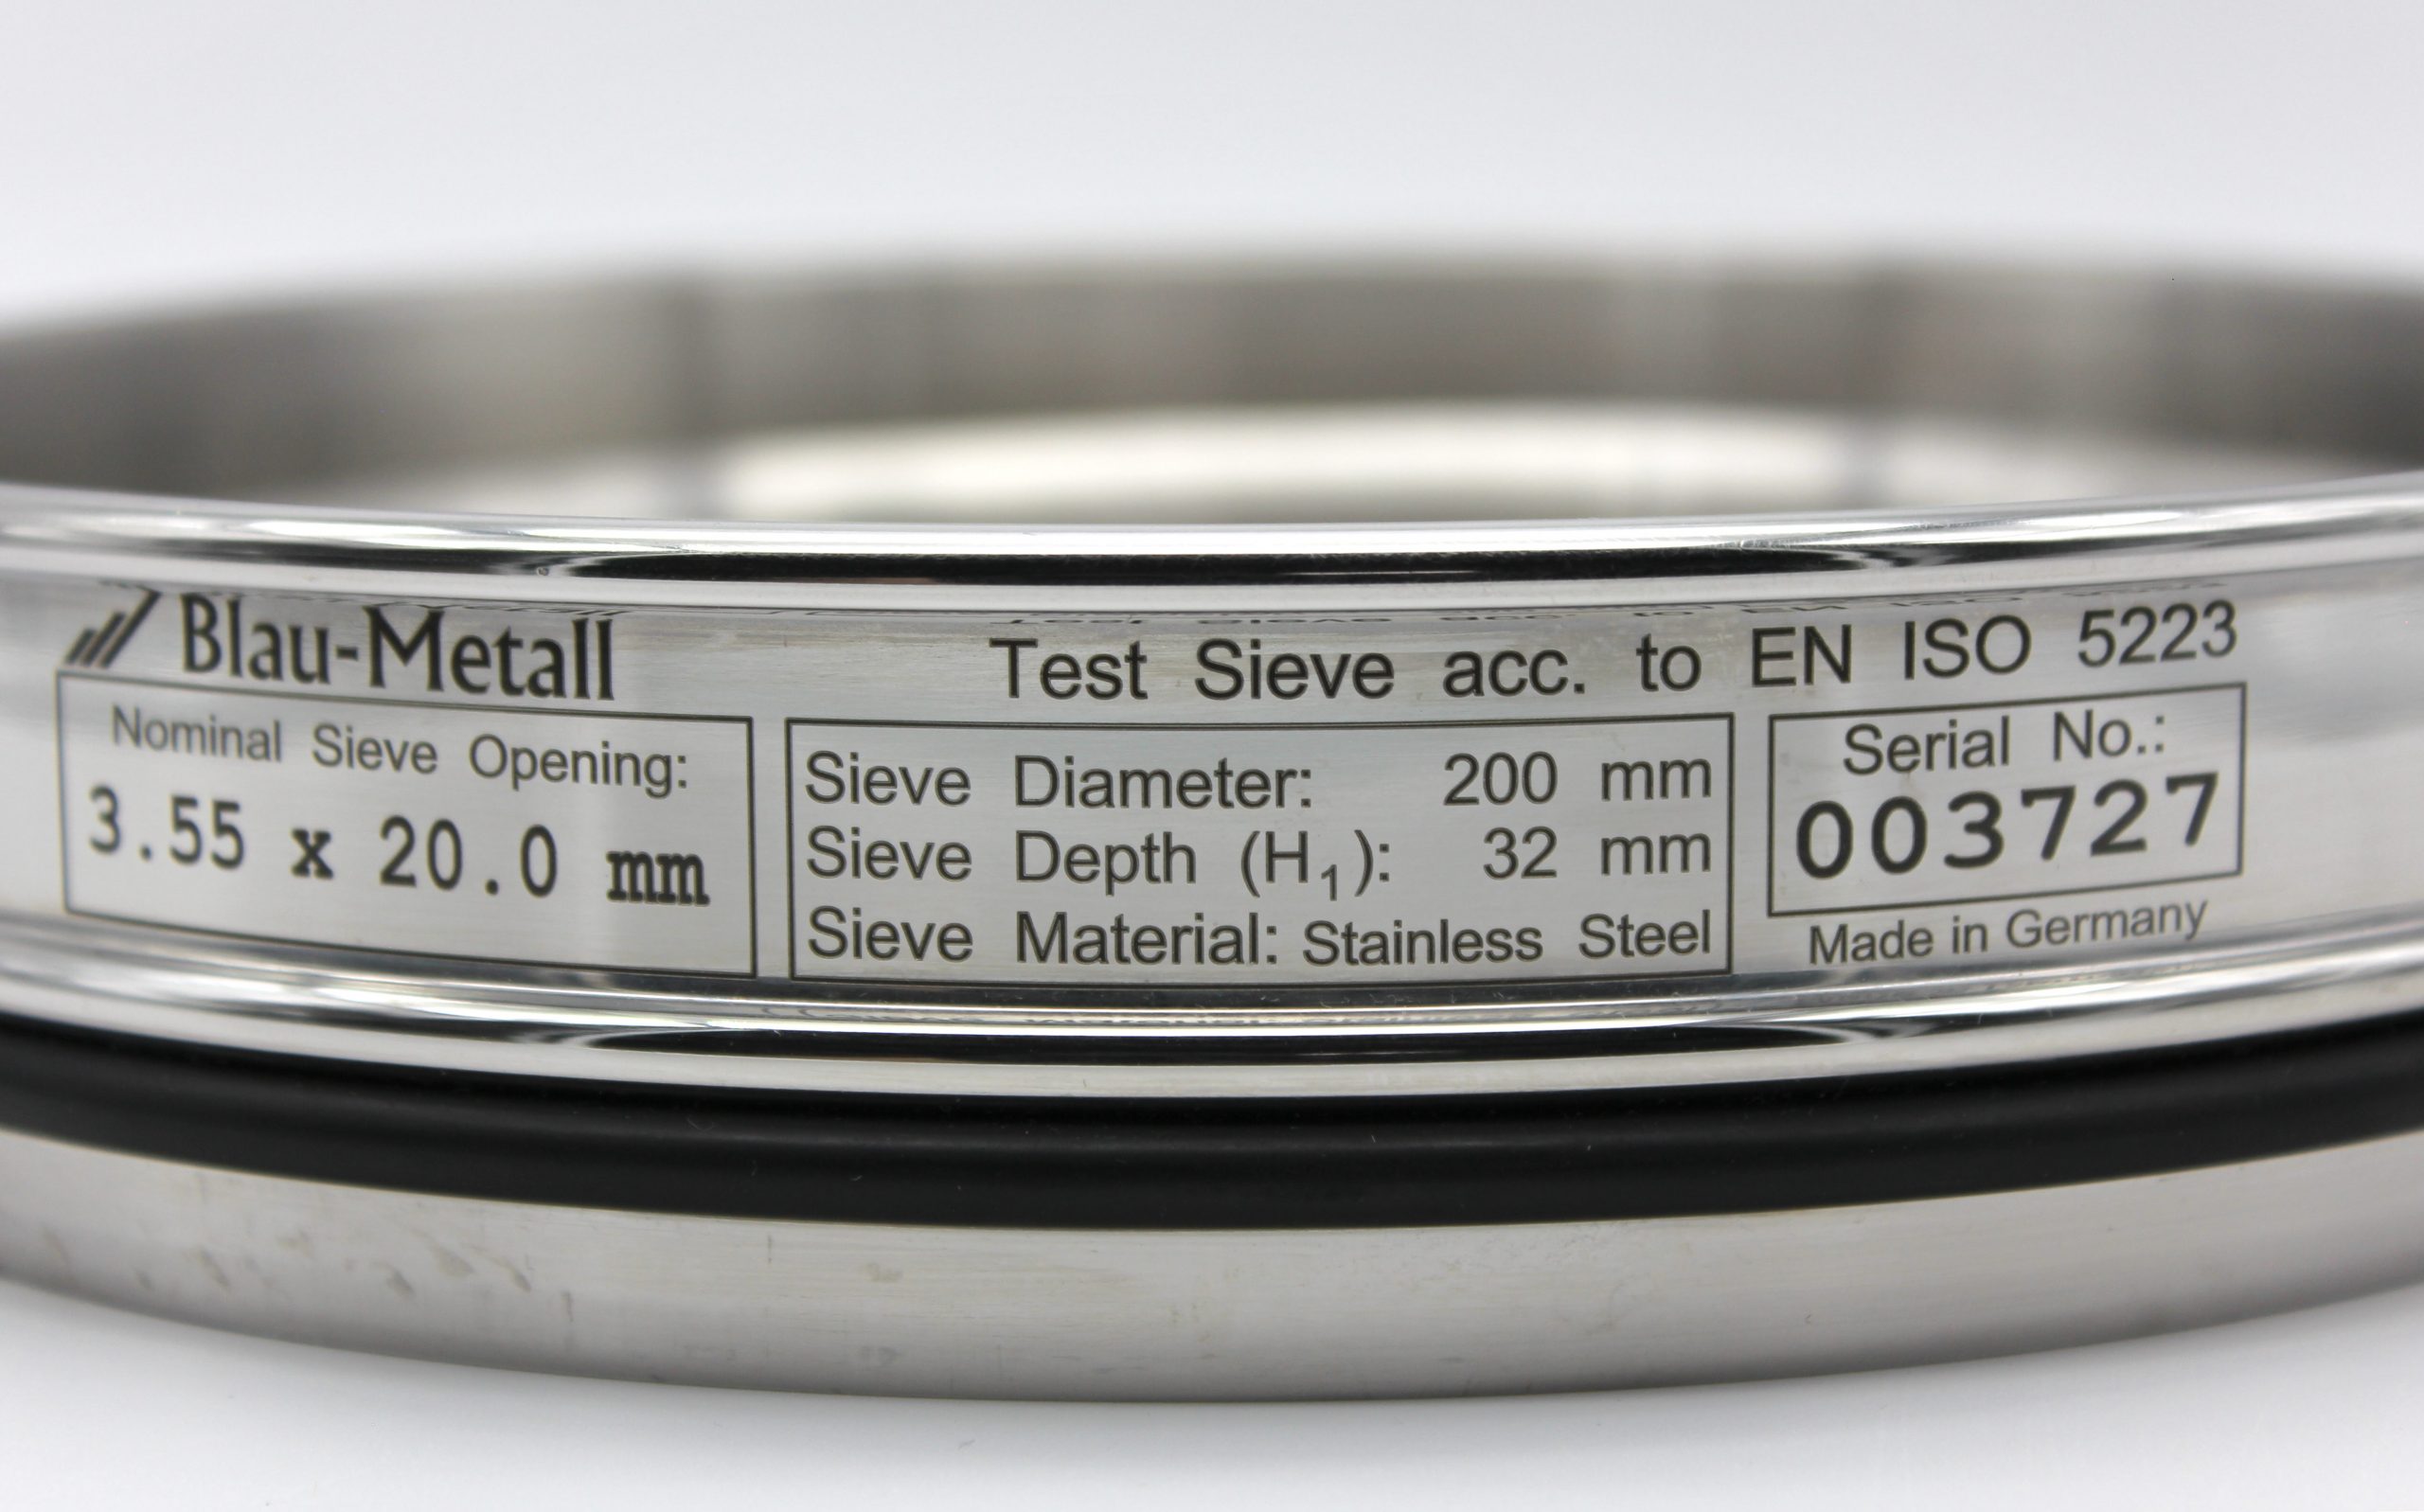 Blau-Metall
Test Sieve acc. to EN ISO 5223
Nominal Sieve Opening:
3.55 x 20.0 mm
Sieve Diameter: 200 mm
Sieve Depth (H₁): 32 mm
Sieve Material: Stainless Steel
Serial No.:
003727
Made in Germany